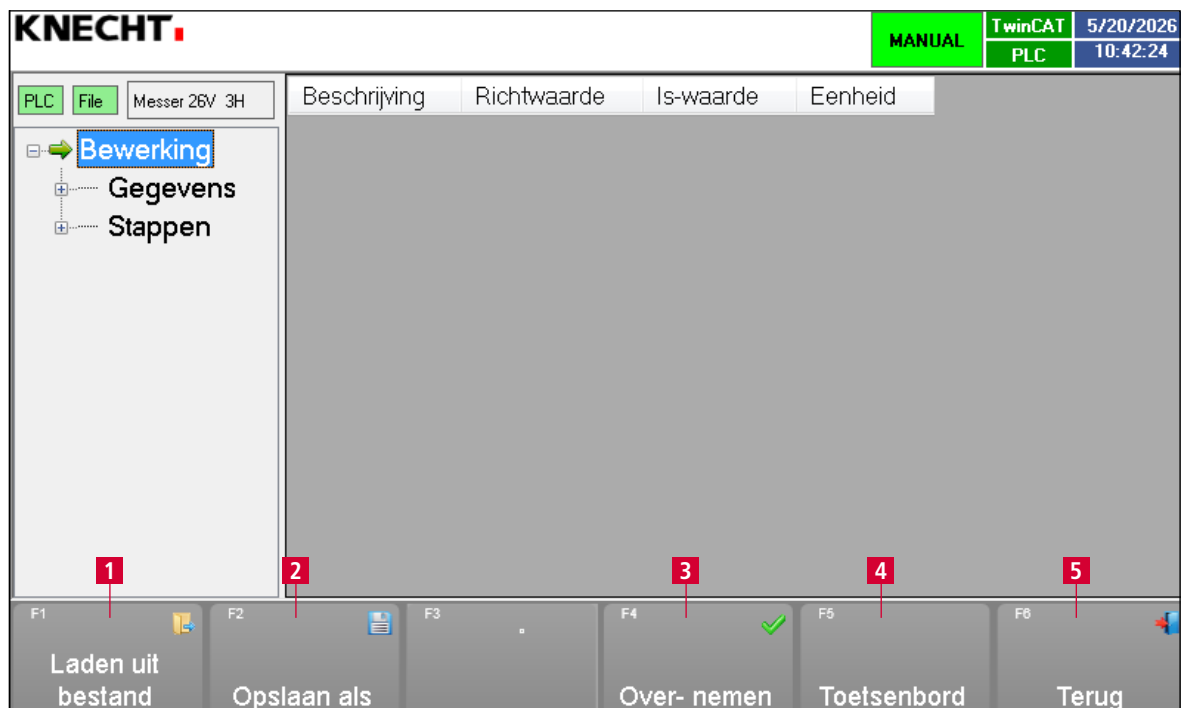 KNECHT
MANUAL
TwinCAT
5/20/2026
PLC
10:42:24
PLC
File
Messer 26V 3H
Beschrijving
Richtwaarde
Is-waarde
Eenheid
Bewerking
Gegevens
Stappen
1
2
3
4
5
F1
Laden uit
bestand
F2
Opslaan als
F3
F4
Over- nemen
F5
Toetsenbord
F6
Terug